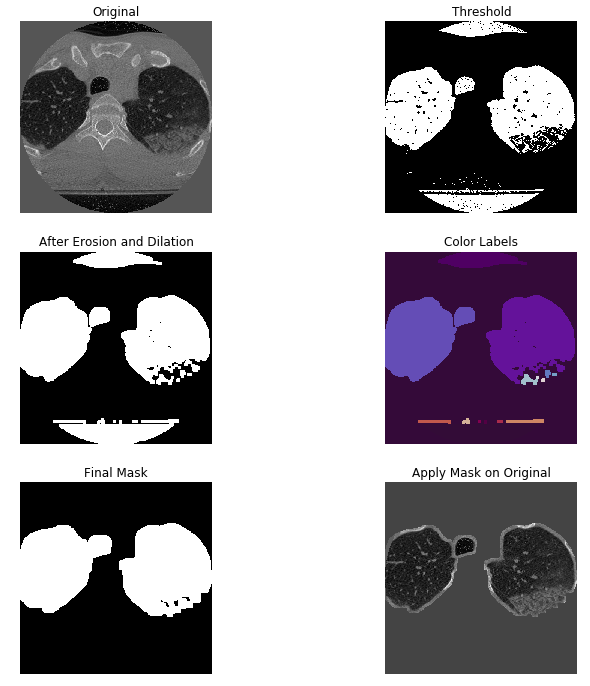 Original
Threshold
After Erosion and Dilation
Color Labels
Final Mask
Apply Mask on Original